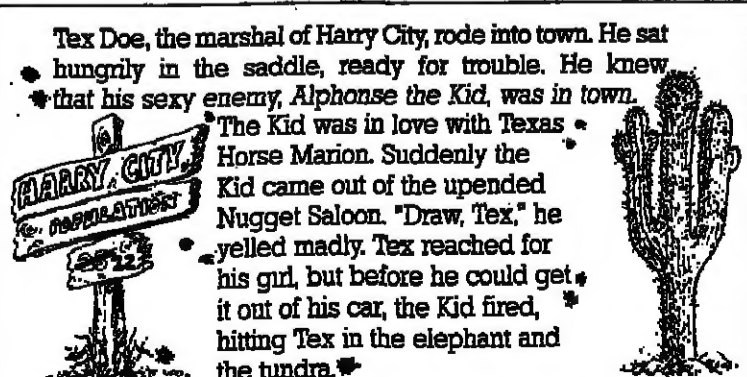 Tex Doe, the marshal of Harry City, rode into town. He sat
hungrily in the saddle, ready for trouble. He knew
that his sexy enemy, Alphonse the Kid, was in town.
The Kid was in love with Texas
Horse Marion. Suddenly the
Kid came out of the upended
Nugget Saloon. "Draw, Tex," he
yelled madly. Tex reached for
his girl, but before he could get
it out of his car, the Kid fired,
hitting Tex in the elephant and
the tundra.
HARRY CITY
POPULATION
22